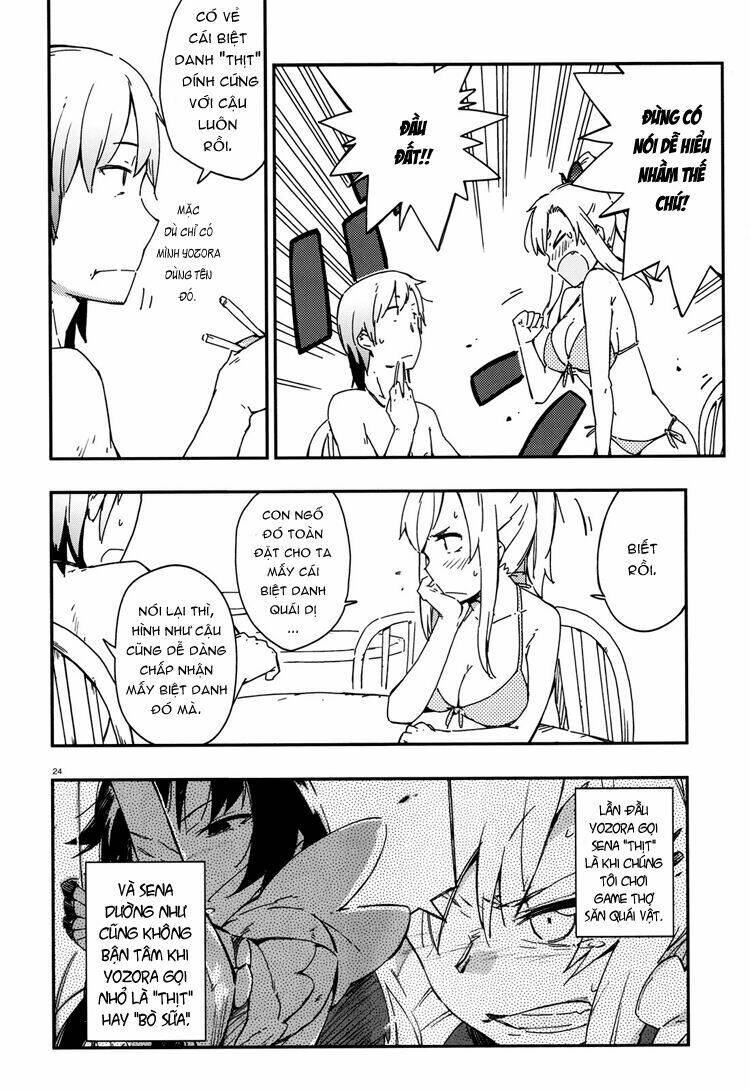 ĐỪNG CÓ
NÓI DỄ HIỂU
NHẦM THẾ
CHỨ!
ĐẦU
ĐẤT!!
CÓ VẺ
CÁI BIỆT
DANH "THỊT"
DÍNH CỨNG
VỚI CẬU
LUÔN
RỒI.
MẶC
DÙ CHỈ CÓ
MÌNH YOZORA
DÙNG TÊN
ĐÓ.
BIẾT
RỒI.
CON NGỐ
ĐÓ TOÀN
ĐẶT CHO TA
MẤY CÁI
BIỆT DANH
QUÁI DỊ
...
NÓI LẠI THÌ,
HÌNH NHƯ CẬU
CŨNG DỄ DÀNG
CHẤP NHẬN
MẤY BIỆT DANH
ĐÓ MÀ.
24
LẦN ĐẦU
YOZORA GỌI
SENA "THỊT"
LÀ KHI CHÚNG
TÔI CHƠI
GAME THỢ
SĂN QUÁI VẬT.
VÀ SENA
DƯỜNG NHƯ
CŨNG KHÔNG
BẬN TÂM KHI
YOZORA GỌI
NHỎ LÀ "THỊT"
HAY "BÒ SỮA".